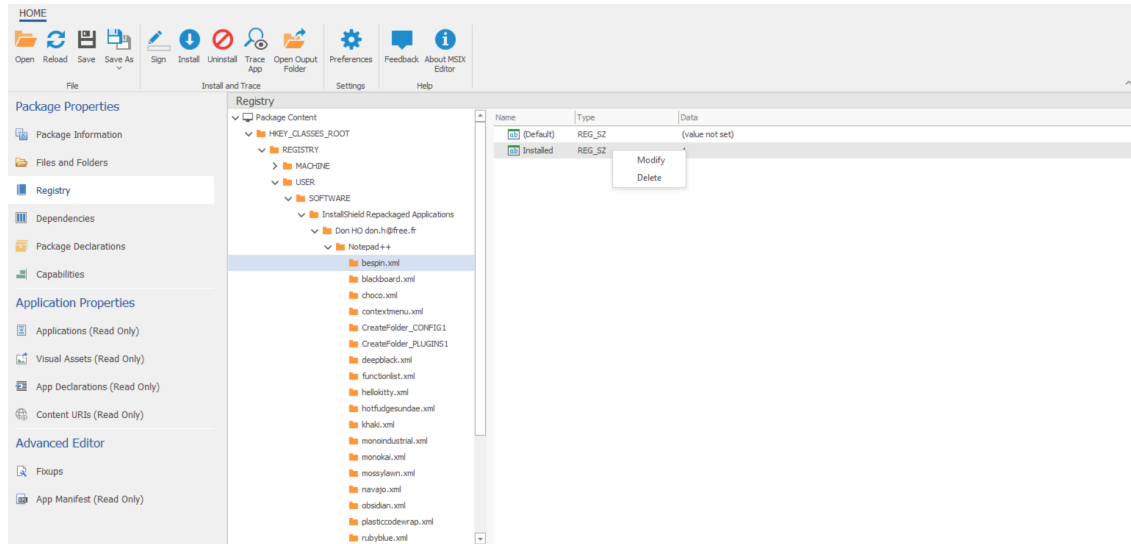 HOME
Open Reload Save Save As Sign Install Uninstall Trace App Open Ouput Folder Preferences Feedback About MSIX Editor
File Install and Trace Settings Help
Package Properties
Package Information
Files and Folders
Registry
Dependencies
Package Declarations
Capabilities
Application Properties
Applications (Read Only)
Visual Assets (Read Only)
App Declarations (Read Only)
Content URIs (Read Only)
Advanced Editor
Fixups
App Manifest (Read Only)
Registry
Package Content
HKEY_CLASSES_ROOT
REGISTRY
MACHINE
USER
SOFTWARE
InstallShield Repackaged Applications
Don HO don.h@free.fr
Notepad++
bespin.xml
blackboard.xml
choco.xml
contextmenu.xml
CreateFolder_CONFIG1
CreateFolder_PLUGINS1
deepblack.xml
functionlist.xml
hellokitty.xml
hotfudgesundae.xml
khaki.xml
monoindustrial.xml
monokai.xml
mossylawn.xml
navajo.xml
obsidian.xml
plasticcodewrap.xml
rubyblue.xml
Name Type Data
ab (Default) REG_SZ (value not set)
ab Installed REG_SZ
Modify
Delete